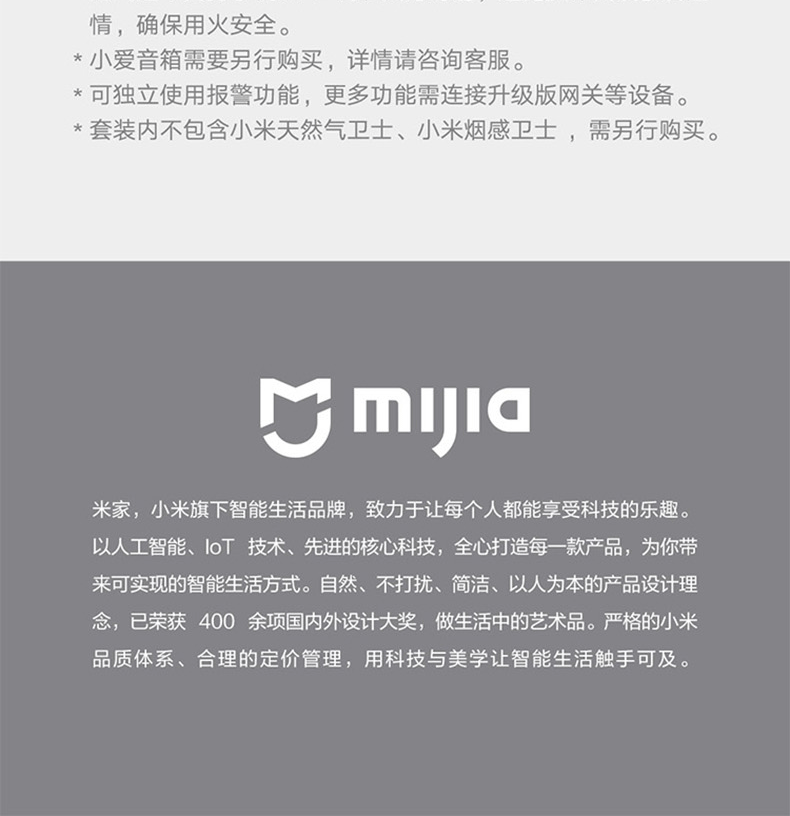 情，确保用火安全。
* 小爱音箱需要另行购买，详情请咨询客服。
* 可独立使用报警功能，更多功能需连接升级版网关等设备。
* 套装内不包含小米天然气卫士、小米烟感卫士 ，需另行购买。
mijia
米家，小米旗下智能生活品牌，致力于让每个人都能享受科技的乐趣。
以人工智能、IoT 技术、先进的核心科技，全心打造每一款产品，为你带
来可实现的智能生活方式。自然、不打扰、简洁、以人为本的产品设计理
念，已荣获 400 余项国内外设计大奖，做生活中的艺术品。严格的小米
品质体系、合理的定价管理，用科技与美学让智能生活触手可及。